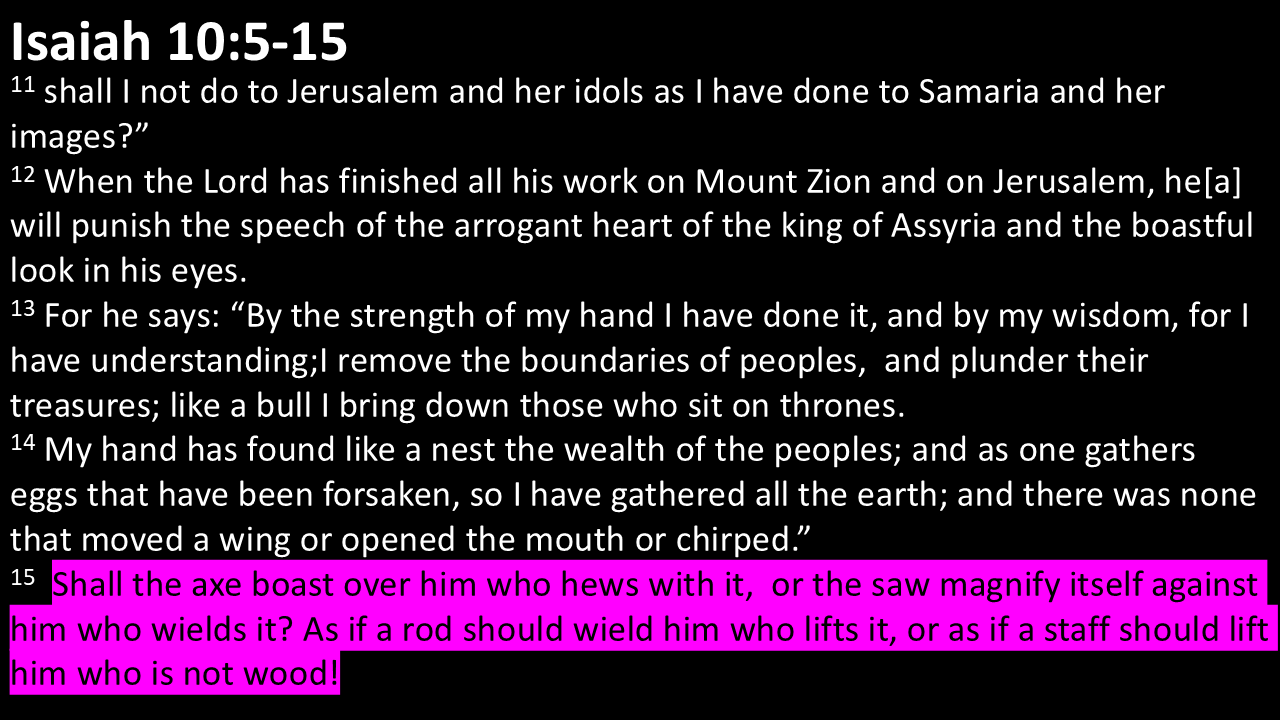 Isaiah 10:5-15
11 shall I not do to Jerusalem and her idols as I have done to Samaria and her
images?”
12 When the Lord has finished all his work on Mount Zion and on Jerusalem, he[a]
will punish the speech of the arrogant heart of the king of Assyria and the boastful
look in his eyes.
13 For he says: “By the strength of my hand I have done it, and by my wisdom, for I
have understanding;I remove the boundaries of peoples,  and plunder their
treasures; like a bull I bring down those who sit on thrones.
14 My hand has found like a nest the wealth of the peoples; and as one gathers
eggs that have been forsaken, so I have gathered all the earth; and there was none
that moved a wing or opened the mouth or chirped.”
15  Shall the axe boast over him who hews with it,  or the saw magnify itself against
him who wields it? As if a rod should wield him who lifts it, or as if a staff should lift
him who is not wood!